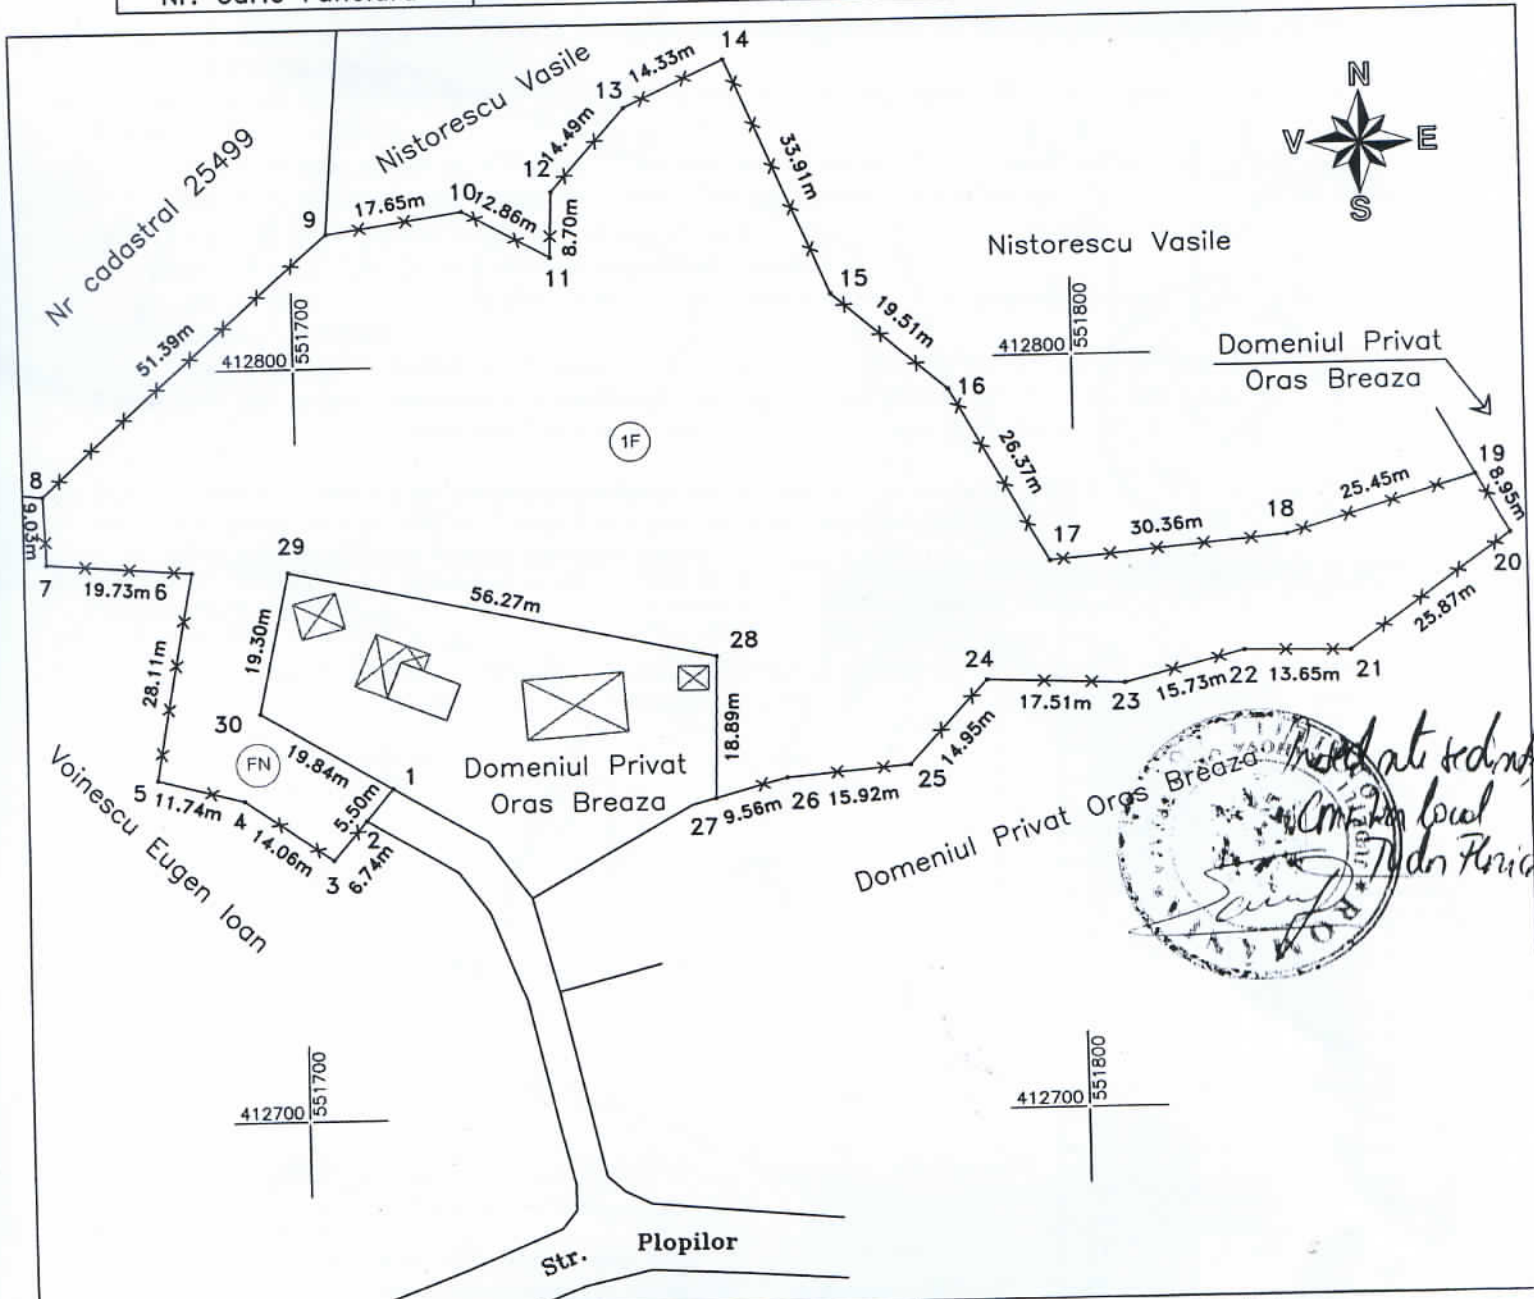 Nr. Carte Funciara
14
14.33m
13
Nistorescu Vasile
N
V
E
S
14.49m
12
33.91m
Nr cadastral 25499
9
17.65m
10
12.86m
8.70m
11
Nistorescu Vasile
15
19.51m
51.39m
412800
551700
412800
551800
Domeniul Privat
Oras Breaza
16
1F
26.37m
8
9.03m
19
8.95m
25.45m
18
17
30.36m
20
29
7
19.73m
6
56.27m
25.87m
28
19.30m
28.11m
24
17.51m
23
15.73m
22
13.65m
21
18.89m
30
FN
19.84m
1
Domeniul Privat
Oras Breaza
14.95m
25
5
11.74m
4
5.50m
2
27
9.56m
26
15.92m
14.06m
3
6.74m
Voinescu Eugen Ioan
Domeniul Privat Oras Breaza
local
Tudor
412700
551700
412700
551800
Str.
Plopilor